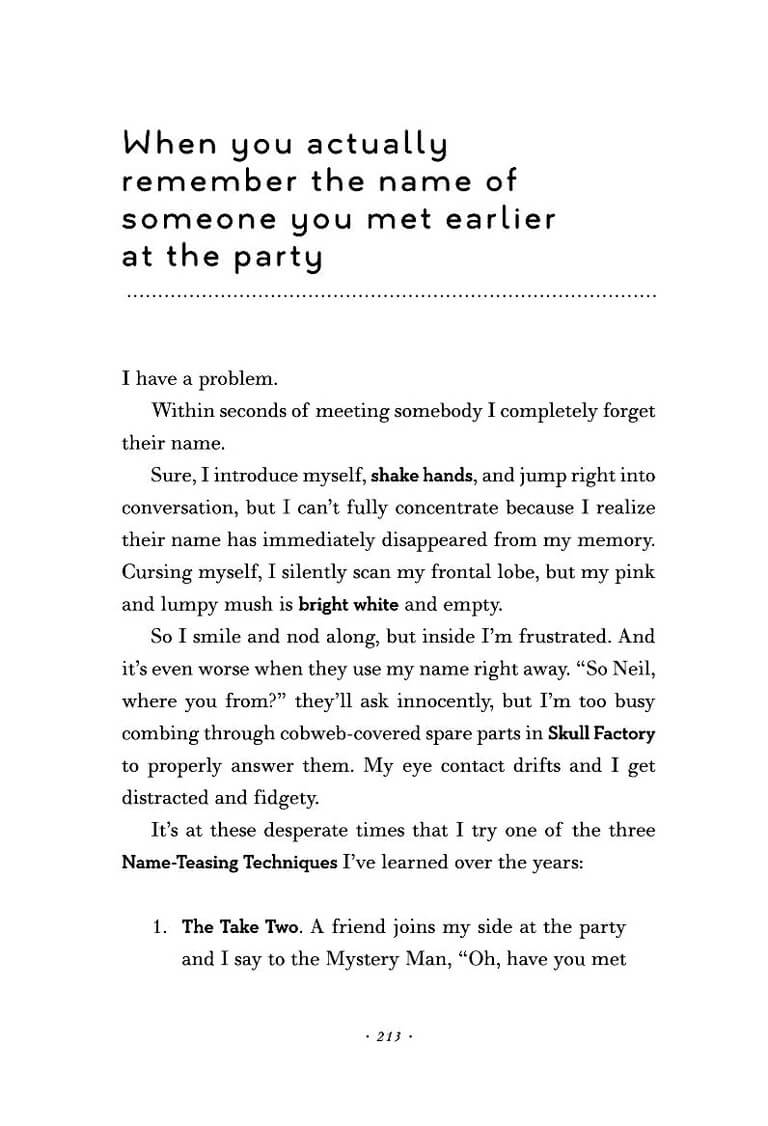 When you actually
remember the name of
someone you met earlier
at the party
I have a problem.
Within seconds of meeting somebody I completely forget
their name.
Sure, I introduce myself, shake hands, and jump right into
conversation, but I can’t fully concentrate because I realize
their name has immediately disappeared from my memory.
Cursing myself, I silently scan my frontal lobe, but my pink
and lumpy mush is bright white and empty.
So I smile and nod along, but inside I’m frustrated. And
it’s even worse when they use my name right away. “So Neil,
where you from?” they’ll ask innocently, but I’m too busy
combing through cobweb-covered spare parts in Skull Factory
to properly answer them. My eye contact drifts and I get
distracted and fidgety.
It’s at these desperate times that I try one of the three
Name-Teasing Techniques I’ve learned over the years:
1. The Take Two. A friend joins my side at the party
and I say to the Mystery Man, “Oh, have you met
· 213 ·